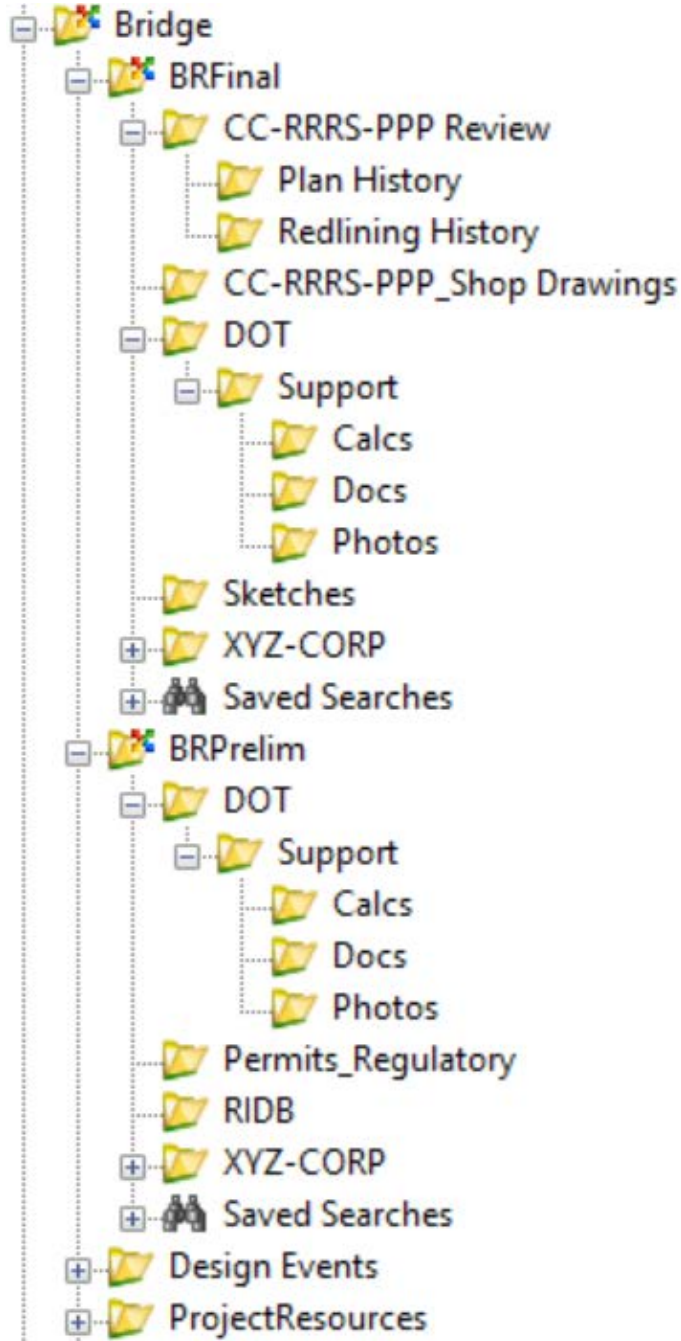 Bridge
BRFinal
CC-RRRS-PPP Review
Plan History
Redlining History
CC-RRRS-PPP_Shop Drawings
DOT
Support
Calcs
Docs
Photos
Sketches
XYZ-CORP
Saved Searches
BRPrelim
DOT
Support
Calcs
Docs
Photos
Permits_Regulatory
RIDB
XYZ-CORP
Saved Searches
Design Events
ProjectResources